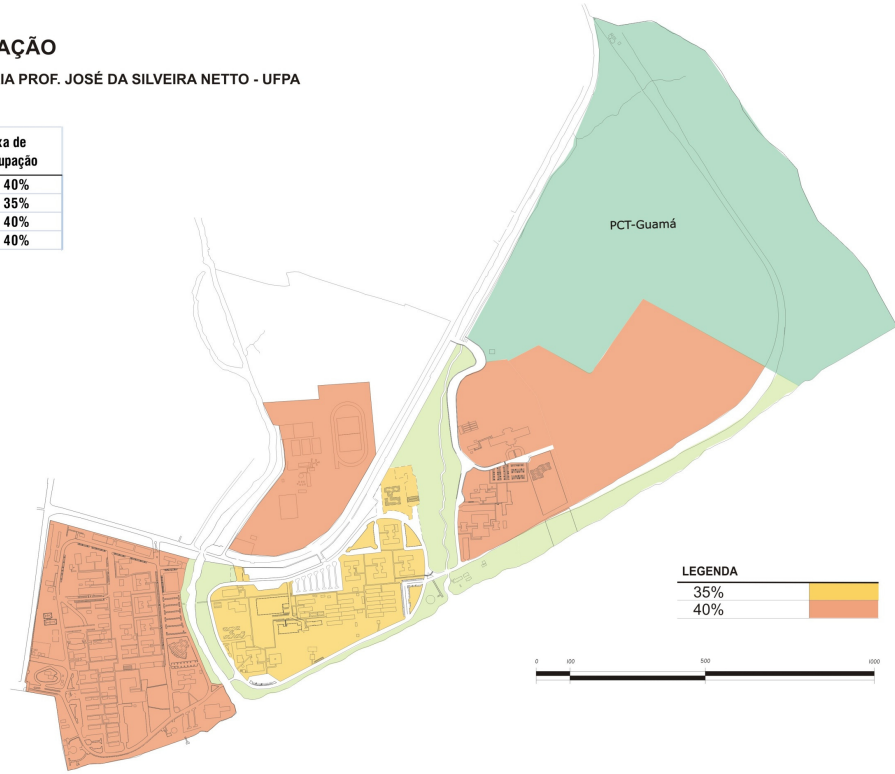 AÇÃO
IA PROF. JOSÉ DA SILVEIRA NETTO - UFPA
xa de
upação
40%
35%
40%
40%
PCT-Guamá
LEGENDA
35%
40%
0 100 500 1000